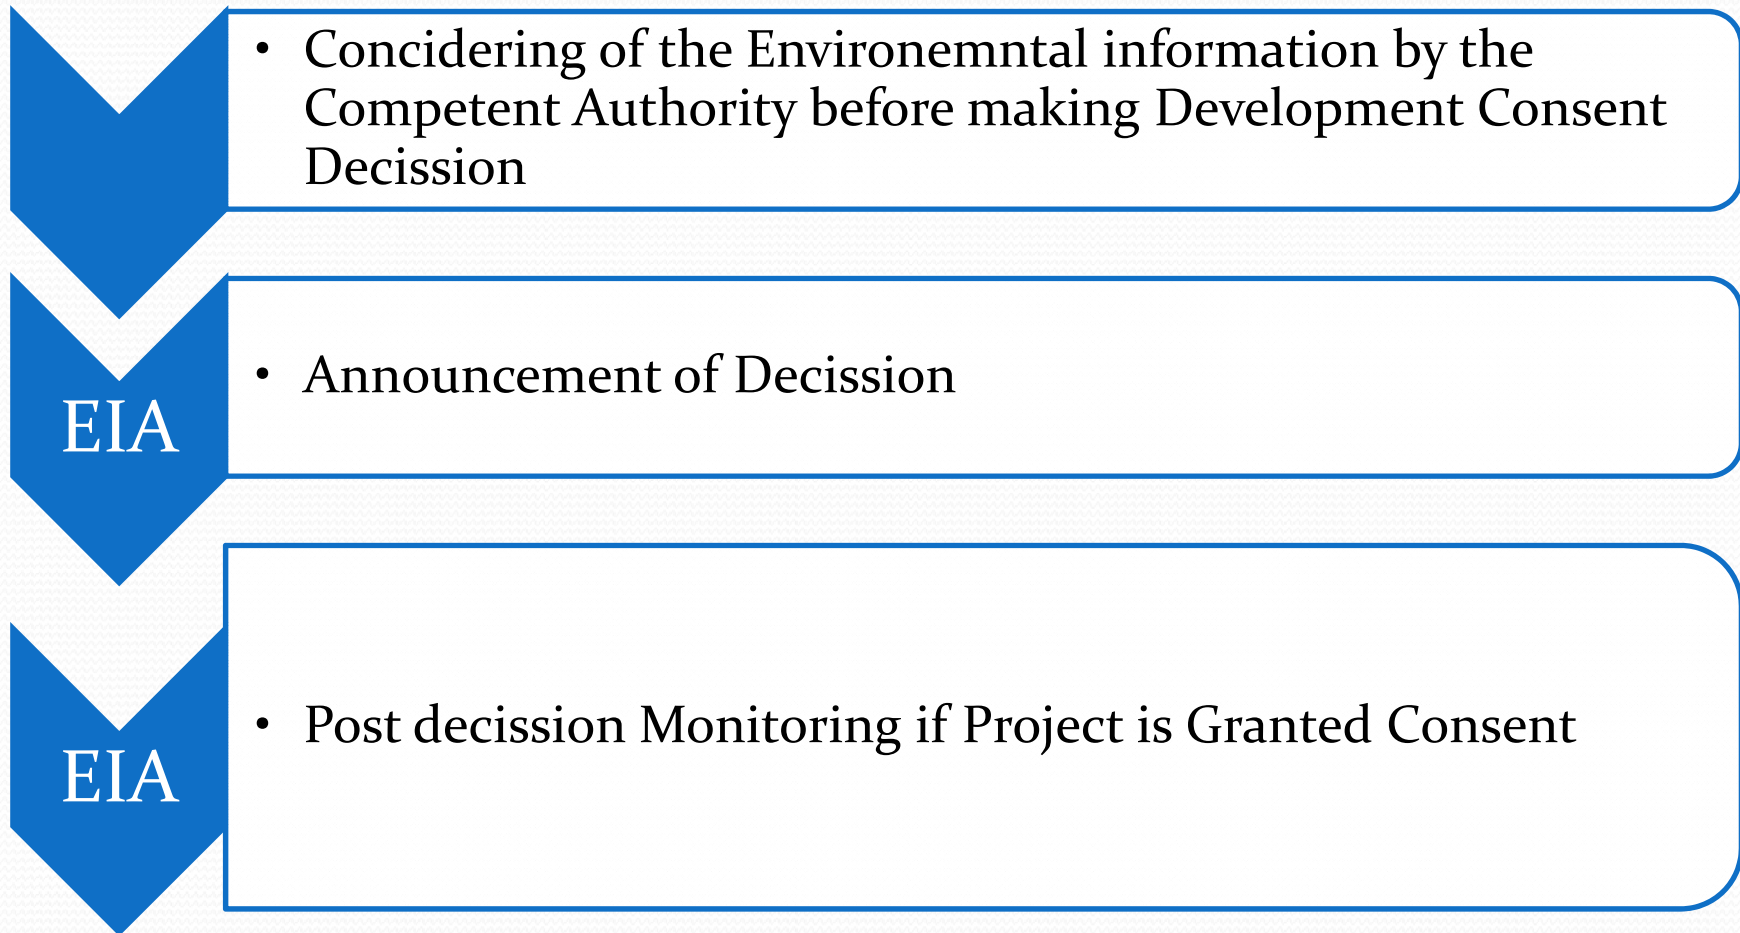 • Concidering of the Environemntal information by the
Competent Authority before making Development Consent
Decission
EIA
• Announcement of Decission
EIA
• Post decission Monitoring if Project is Granted Consent